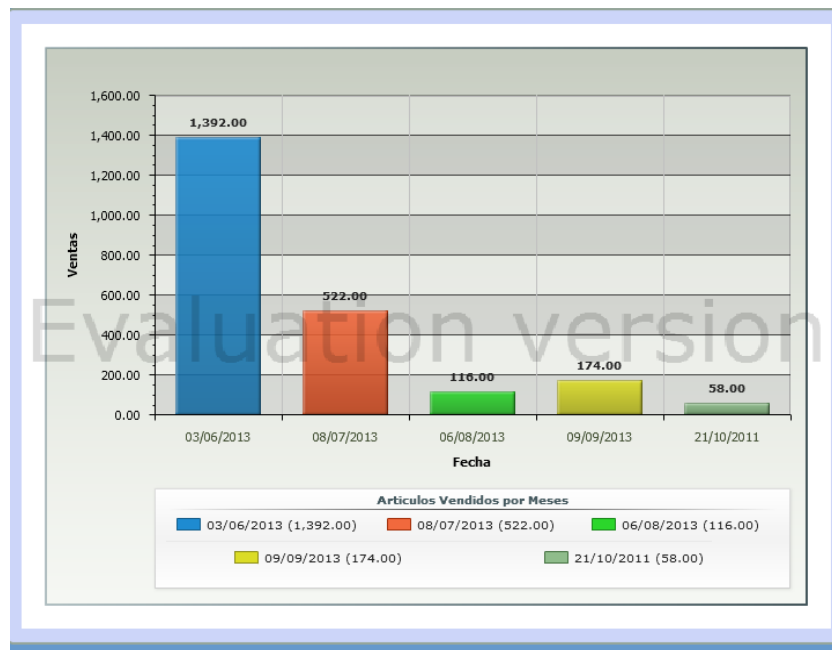 1,600.00
1,400.00
1,200.00
1,000.00
800.00
600.00
400.00
200.00
0.00
Ventas
1,392.00
522.00
116.00
174.00
58.00
Evaluation version
03/06/2013 08/07/2013 06/08/2013 09/09/2013 21/10/2011
Fecha
Articulos Vendidos por Meses
03/06/2013 (1,392.00) 08/07/2013 (522.00) 06/08/2013 (116.00)
09/09/2013 (174.00) 21/10/2011 (58.00)